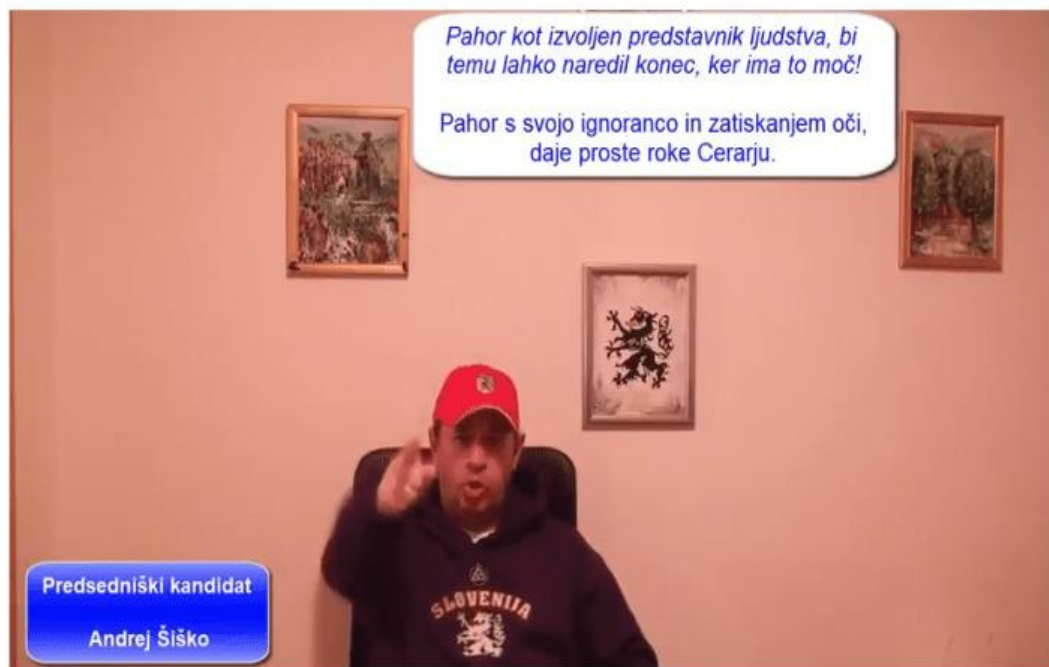 Pahor kot izvoljen predstavnik ljudstva, bi
temu lahko naredil konec, ker ima to moč!
Pahor s svojo ignoranco in zatiskanjem oči,
daje proste roke Cerarju.
SLOVENIJA
Predsedniški kandidat
Andrej Šiško